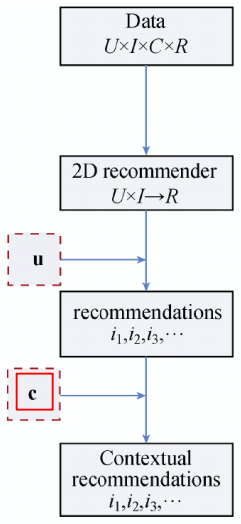 Data
U×I×C×R
2D recommender
U×I→R
u
recommendations
i₁,i₂,i₃,⋯
c
Contextual
recommendations
i₁,i₂,i₃,⋯